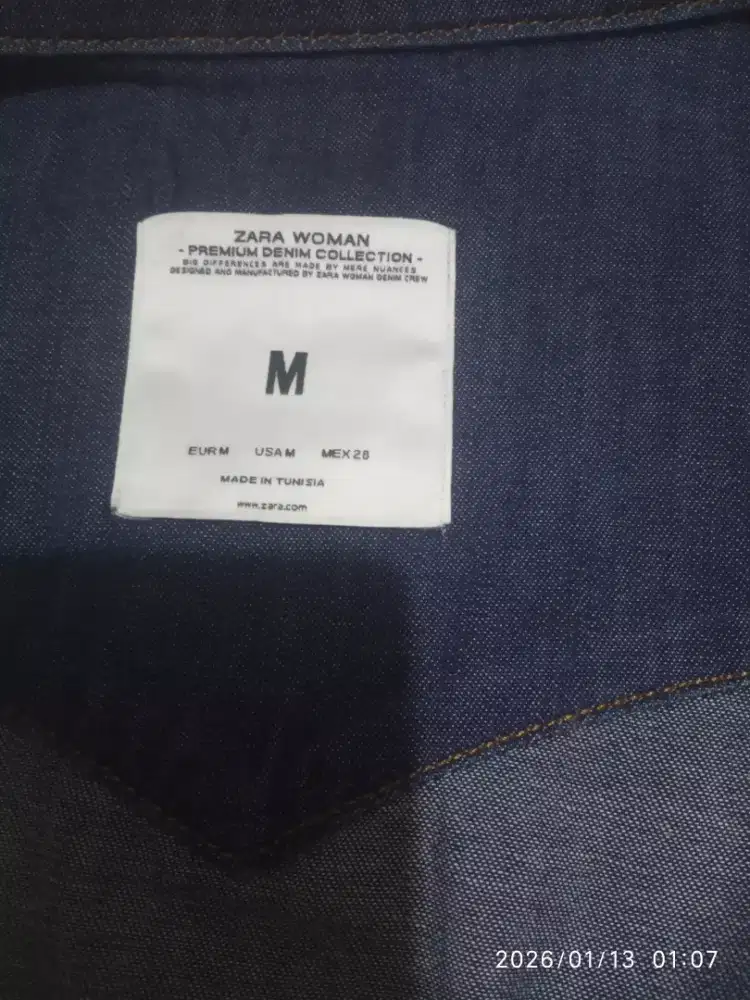 ZARA WOMAN
- PREMIUM DENIM COLLECTION -
BIG DIFFERENCES ARE MADE BY MERE NUANCES
DESIGNED AND MANUFACTURED BY ZARA WOMAN DENIM CREW
M
EUR M USA M MEX 28
MADE IN TUNISIA
www.zara.com
2026/01/13 01:07